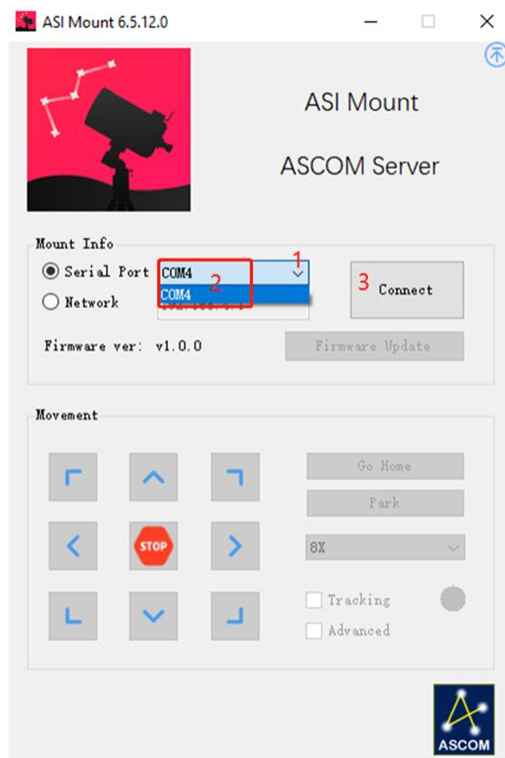 ASI Mount 6.5.12.0
ASI Mount
ASCOM Server
Mount Info
Serial Port COM4 1
COM4 2
3 Connect
Network
Firmware ver: v1.0.0 Firmware Update
Movement
Go Home
Park
STOP 8X
Tracking
Advanced
ASCOM